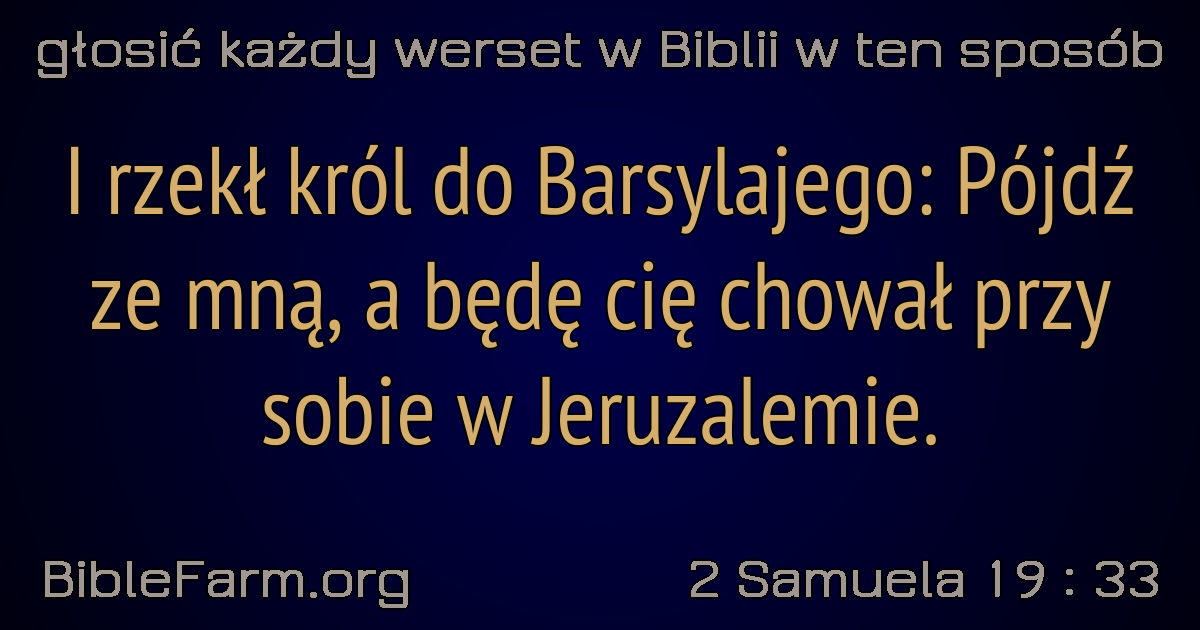 głosić każdy werset w Biblii w ten sposób
I rzekł król do Barsylajego: Pójdź
ze mną, a będę cię chował przy
sobie w Jeruzalemie.
BibleFarm.org
2 Samuela 19 : 33